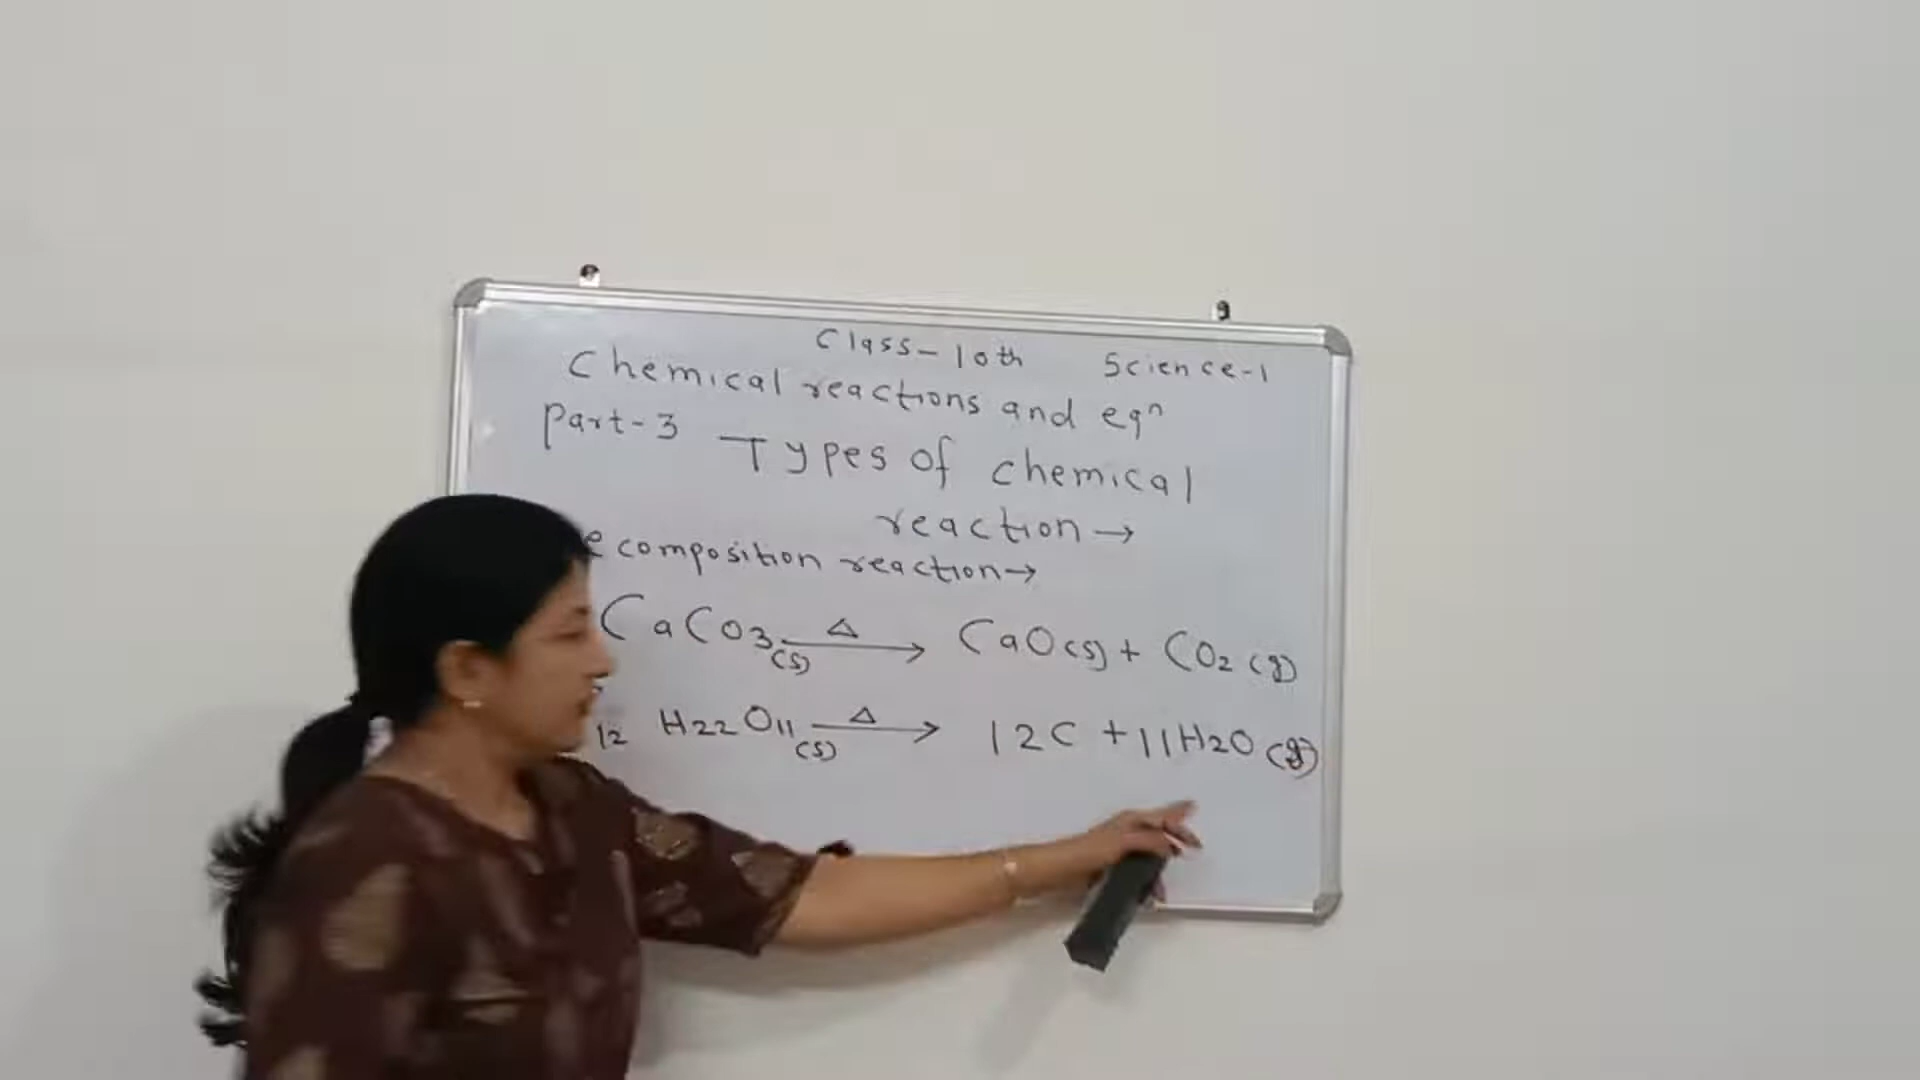 Class-10th Science-1
Chemical reactions and eqn
Part-3 Types of chemical
reaction→
ecomposition reaction→
CaCO3(s) Δ→ CaO(s) + CO2(g)
12 H22O11(s) Δ→ 12C + 11H2O(g)